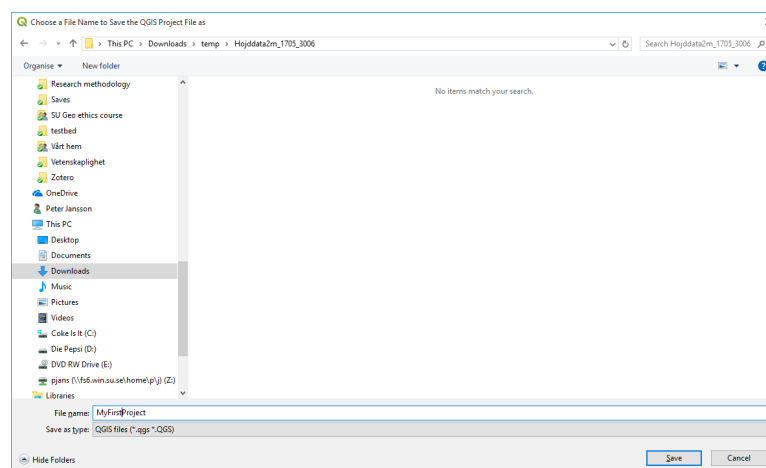 Choose a File Name to Save the QGIS Project File as
This PC > Downloads > temp > Hojddata2m_1705_3006
Search Hojddata2m_1705_3006
Organise New folder
Research methodology
Saves
SU Geo ethics course
testbed
Vårt hem
Vetenskaplighet
Zotero
OneDrive
Peter Jansson
This PC
Desktop
Documents
Downloads
Music
Pictures
Videos
Coke Is It (C:)
Die Pepsi (D:)
DVD RW Drive (E:)
pjans (\\fs6.win.su.se\home\p\j) (Z:)
Libraries
No items match your search.
File name: MyFirstProject
Save as type: QGIS files (*.qgs *.QGS)
Hide Folders
Save Cancel